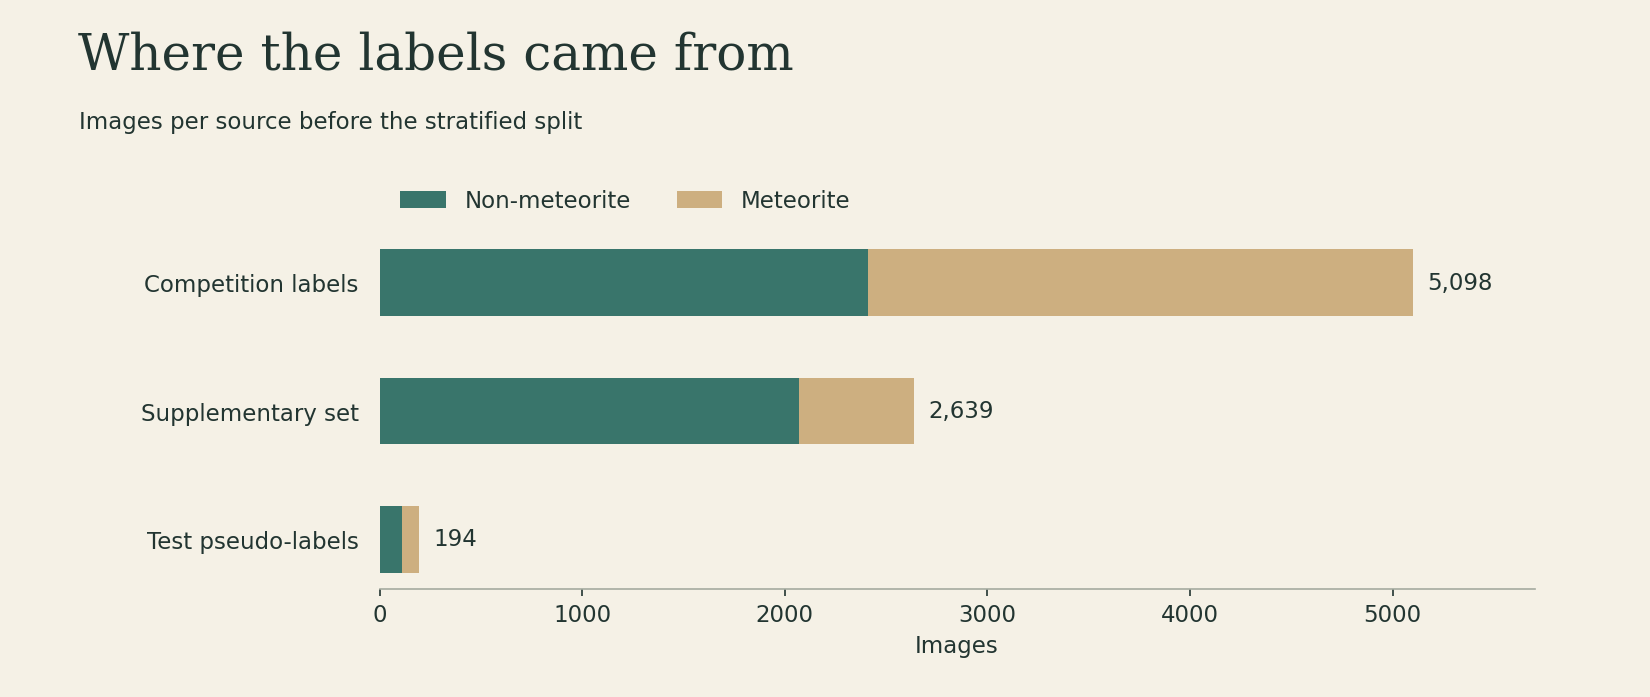 Where the labels came from
Images per source before the stratified split
Non-meteorite Meteorite
Competition labels 5,098
Supplementary set 2,639
Test pseudo-labels 194
0 1000 2000 3000 4000 5000
Images